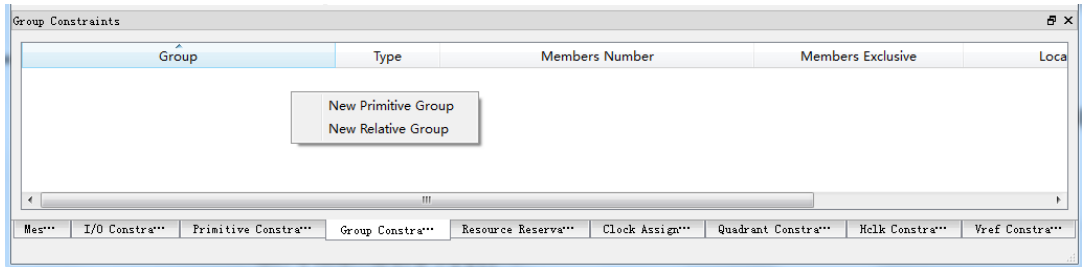 Group Constraints
Group Type Members Number Members Exclusive Loca
New Primitive Group
New Relative Group
Mes··· I/O Constra··· Primitive Constra··· Group Constra··· Resource Reserva··· Clock Assign··· Quadrant Constra··· Hclk Constra··· Vref Constra···